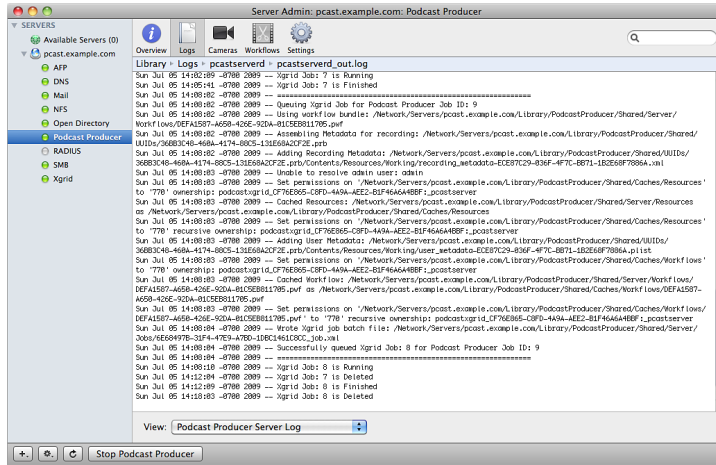 Server Admin: pcast.example.com: Podcast Producer
SERVERS
Available Servers (0)
pcast.example.com
AFP
DNS
Mail
NFS
Open Directory
Podcast Producer
RADIUS
SMB
Xgrid
Overview Logs Cameras Workflows Settings
Library ▸ Logs ▸ pcastserverd ▸ pcastserverd_out.log
Sun Jul 05 14:02:09 -0700 2009 -- Xgrid Job: 7 is Running
Sun Jul 05 14:05:41 -0700 2009 -- Xgrid Job: 7 is Finished
Sun Jul 05 14:08:02 -0700 2009 -- ============================================================
Sun Jul 05 14:08:02 -0700 2009 -- Queuing Xgrid Job for Podcast Producer Job ID: 9
Sun Jul 05 14:08:02 -0700 2009 -- Using workflow bundle: /Network/Servers/pcast.example.com/Library/PodcastProducer/Shared/Server/
Workflows/DEFA1587-A650-426E-92DA-01C5EB811705.pwf
Sun Jul 05 14:08:02 -0700 2009 -- Assembling Metadata for recording: /Network/Servers/pcast.example.com/Library/PodcastProducer/Shared/
UUIDs/36BB3C48-460A-4174-88C5-131E68A2CF2E.prb
Sun Jul 05 14:08:02 -0700 2009 -- Adding Recording Metadata: /Network/Servers/pcast.example.com/Library/PodcastProducer/Shared/UUIDs/
36BB3C48-460A-4174-88C5-131E68A2CF2E.prb/Contents/Resources/Working/recording_metadata-ECE87C29-036F-4F7C-BB71-1B2E68F7886A.xml
Sun Jul 05 14:08:03 -0700 2009 -- Unable to resolve admin user: admin
Sun Jul 05 14:08:03 -0700 2009 -- Set permissions on '/Network/Servers/pcast.example.com/Library/PodcastProducer/Shared/Caches/Resources'
to '770' ownership: podcastxgrid_CF76E865-C8FD-4A9A-AEE2-B1F46A6A4BBF:_pcastserver
Sun Jul 05 14:08:03 -0700 2009 -- Cached Resources: /Network/Servers/pcast.example.com/Library/PodcastProducer/Shared/Server/Resources
as /Network/Servers/pcast.example.com/Library/PodcastProducer/Shared/Caches/Resources
Sun Jul 05 14:08:03 -0700 2009 -- Set permissions on '/Network/Servers/pcast.example.com/Library/PodcastProducer/Shared/Caches/Resources'
to '770' recursive ownership: podcastxgrid_CF76E865-C8FD-4A9A-AEE2-B1F46A6A4BBF:_pcastserver
Sun Jul 05 14:08:03 -0700 2009 -- Adding User Metadata: /Network/Servers/pcast.example.com/Library/PodcastProducer/Shared/UUIDs/
36BB3C48-460A-4174-88C5-131E68A2CF2E.prb/Contents/Resources/Working/user_metadata-ECE87C29-036F-4F7C-BB71-1B2E68F7886A.plist
Sun Jul 05 14:08:03 -0700 2009 -- Set permissions on '/Network/Servers/pcast.example.com/Library/PodcastProducer/Shared/Caches/Workflows'
to '770' ownership: podcastxgrid_CF76E865-C8FD-4A9A-AEE2-B1F46A6A4BBF:_pcastserver
Sun Jul 05 14:08:03 -0700 2009 -- Cached Workflow: /Network/Servers/pcast.example.com/Library/PodcastProducer/Shared/Server/Workflows/
DEFA1587-A650-426E-92DA-01C5EB811705.pwf as /Network/Servers/pcast.example.com/Library/PodcastProducer/Shared/Caches/Workflows/DEFA1587-
A650-426E-92DA-01C5EB811705.pwf
Sun Jul 05 14:08:03 -0700 2009 -- Set permissions on '/Network/Servers/pcast.example.com/Library/PodcastProducer/Shared/Caches/Workflows/
DEFA1587-A650-426E-92DA-01C5EB811705.pwf' to '770' recursive ownership: podcastxgrid_CF76E865-C8FD-4A9A-AEE2-B1F46A6A4BBF:_pcastserver
Sun Jul 05 14:08:04 -0700 2009 -- Wrote Xgrid job batch file: /Network/Servers/pcast.example.com/Library/PodcastProducer/Shared/Server/
Jobs/6E68497B-31F4-47E9-A7BD-1DBC1461C8CC_job.xml
Sun Jul 05 14:08:04 -0700 2009 -- Successfully queued Xgrid Job: 8 for Podcast Producer Job ID: 9
Sun Jul 05 14:08:04 -0700 2009 -- ============================================================
Sun Jul 05 14:08:10 -0700 2009 -- Xgrid Job: 8 is Running
Sun Jul 05 14:12:04 -0700 2009 -- Xgrid Job: 7 is Deleted
Sun Jul 05 14:12:09 -0700 2009 -- Xgrid Job: 8 is Finished
Sun Jul 05 14:18:03 -0700 2009 -- Xgrid Job: 8 is Deleted
View: Podcast Producer Server Log
Stop Podcast Producer